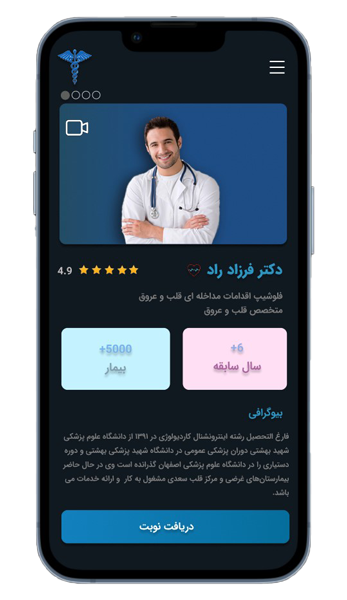 4.9
دکتر فرزاد راد
فلوشیپ اقدامات مداخله ای قلب و عروق
متخصص قلب و عروق
+6
سال سابقه
+5000
بیمار
بیوگرافی
فارغ التحصیل رشته اینترونشنال کاردیولوژی در ۱۳۹۱ از دانشگاه علوم پزشکی
شهید بهشتی دوران پزشکی عمومی در دانشگاه شهید پزشکی بهشتی و دوره
دستیاری را در دانشگاه علوم پزشکی اصفهان گذرانده است وی در حال حاضر
بیمارستان‌های غرضی و مرکز قلب سعدی مشغول به کار و ارائه خدمات می
باشد.
دریافت نوبت